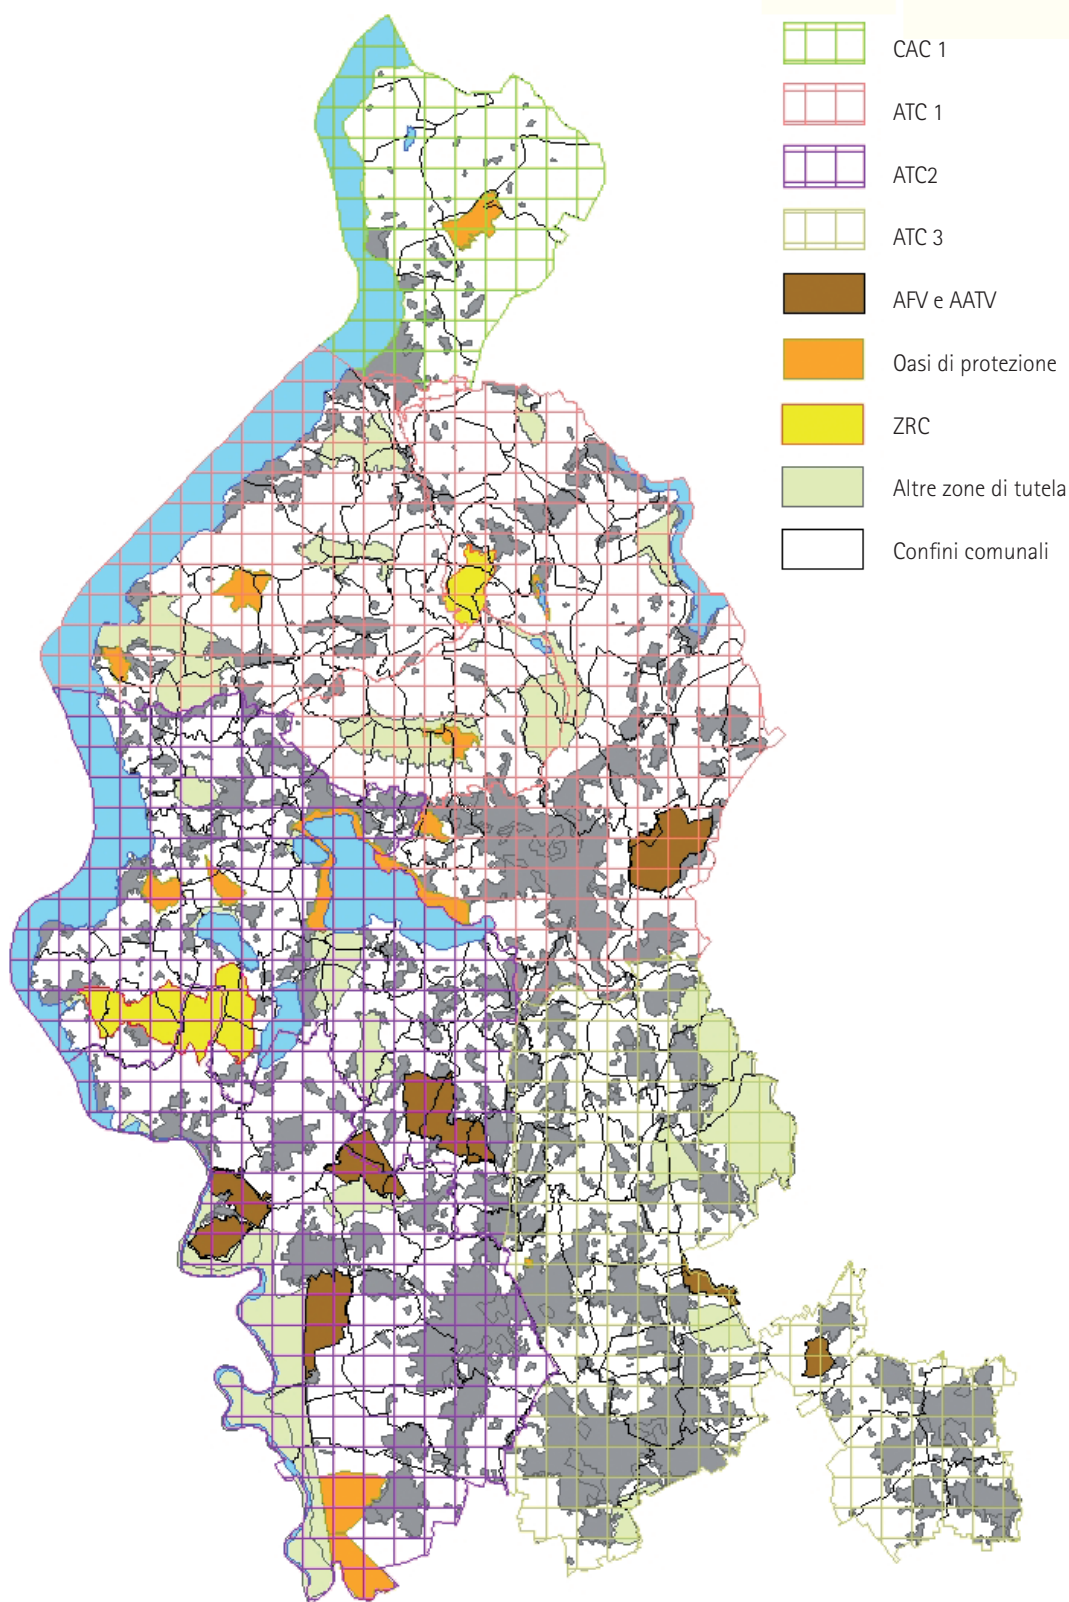 CAC 1
ATC 1
ATC2
ATC 3
AFV e AATV
Oasi di protezione
ZRC
Altre zone di tutela
Confini comunali